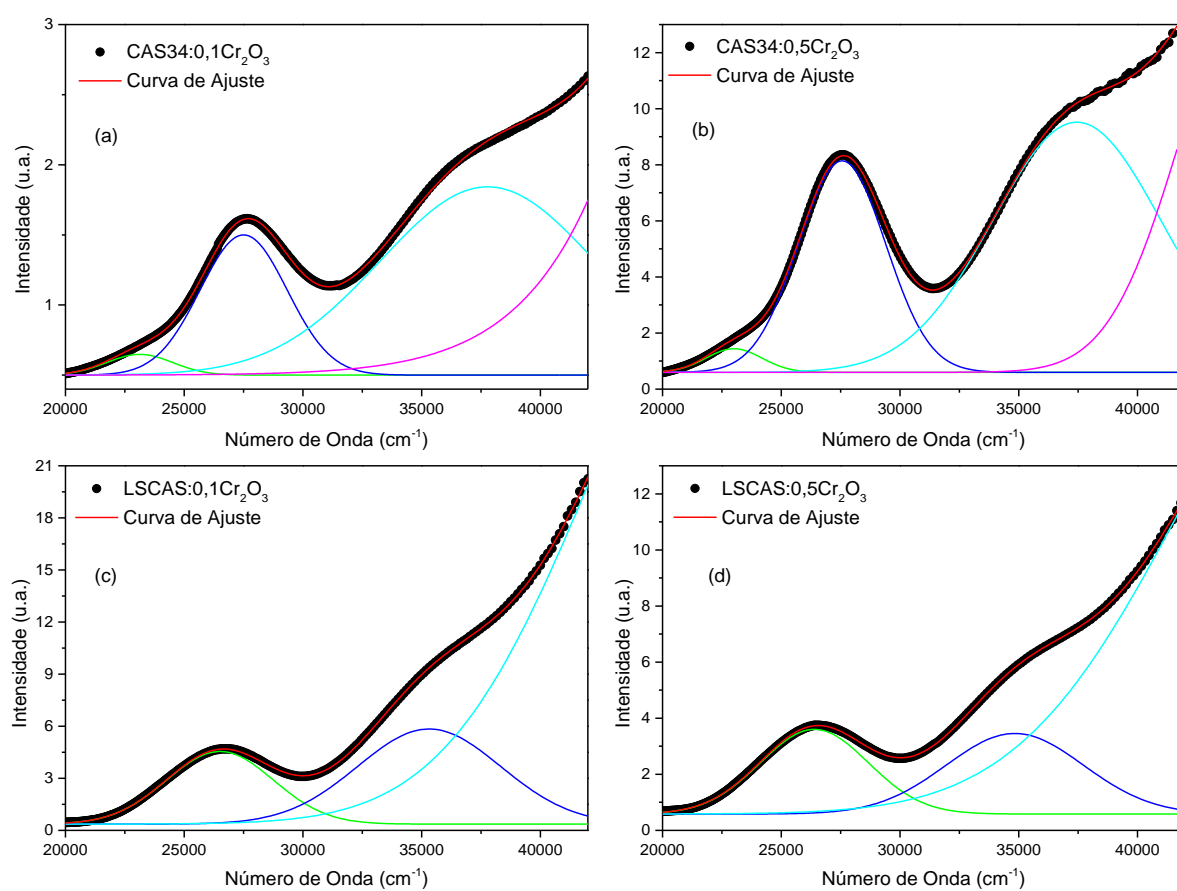 CAS34:0,1Cr₂O₃
Curva de Ajuste
(a)
Intensidade (u.a.)
3
2
1
20000 25000 30000 35000 40000
Número de Onda (cm⁻¹)
CAS34:0,5Cr₂O₃
Curva de Ajuste
(b)
Intensidade (u.a.)
12
10
8
6
4
2
0
20000 25000 30000 35000 40000
Número de Onda (cm⁻¹)
LSCAS:0,1Cr₂O₃
Curva de Ajuste
(c)
Intensidade (u.a.)
21
18
15
12
9
6
3
0
20000 25000 30000 35000 40000
Número de Onda (cm⁻¹)
LSCAS:0,5Cr₂O₃
Curva de Ajuste
(d)
Intensidade (u.a.)
12
10
8
6
4
2
0
20000 25000 30000 35000 40000
Número de Onda (cm⁻¹)